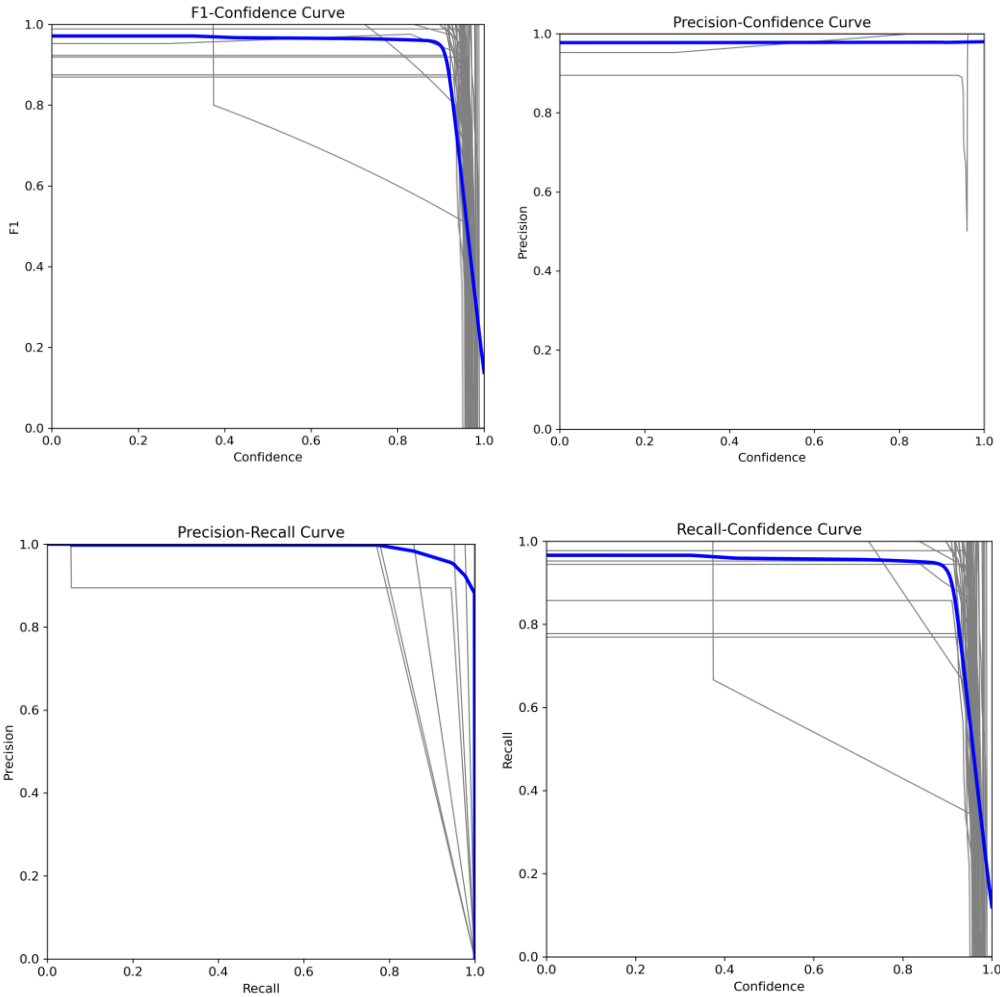 F1-Confidence Curve
1.0
0.8
0.6
0.4
0.2
0.0
F1
0.0 0.2 0.4 0.6 0.8 1.0
Confidence
Precision-Confidence Curve
1.0
0.8
0.6
0.4
0.2
0.0
Precision
0.0 0.2 0.4 0.6 0.8 1.0
Confidence
Precision-Recall Curve
1.0
0.8
0.6
0.4
0.2
0.0
Precision
0.0 0.2 0.4 0.6 0.8 1.0
Recall
Recall-Confidence Curve
1.0
0.8
0.6
0.4
0.2
0.0
Recall
0.0 0.2 0.4 0.6 0.8 1.0
Confidence